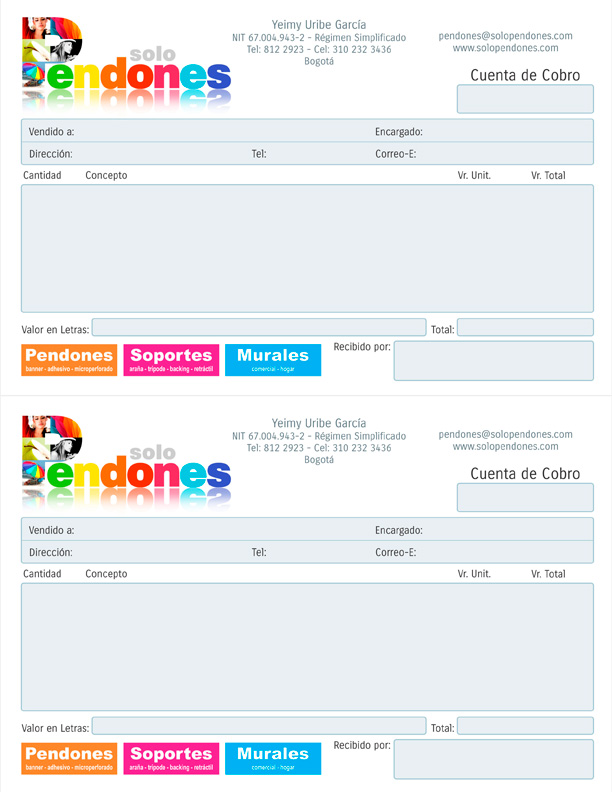 solo
Pendones
Yeimy Uribe García
NIT 67.004.943-2 - Régimen Simplificado
Tel: 812 2923 - Cel: 310 232 3436
Bogotá
pendones@solopendones.com
www.solopendones.com
Cuenta de Cobro
Vendido a: Encargado:
Dirección: Tel: Correo-E:
Cantidad Concepto Vr. Unit. Vr. Total
Valor en Letras: Total:
Recibido por:
Pendones Soportes Murales
banner - adhesivo - microperforado araña - tripode - backing - retráctil comercial - hogar
solo
Pendones
Yeimy Uribe García
NIT 67.004.943-2 - Régimen Simplificado
Tel: 812 2923 - Cel: 310 232 3436
Bogotá
pendones@solopendones.com
www.solopendones.com
Cuenta de Cobro
Vendido a: Encargado:
Dirección: Tel: Correo-E:
Cantidad Concepto Vr. Unit. Vr. Total
Valor en Letras: Total:
Recibido por:
Pendones Soportes Murales
banner - adhesivo - microperforado araña - tripode - backing - retráctil comercial - hogar